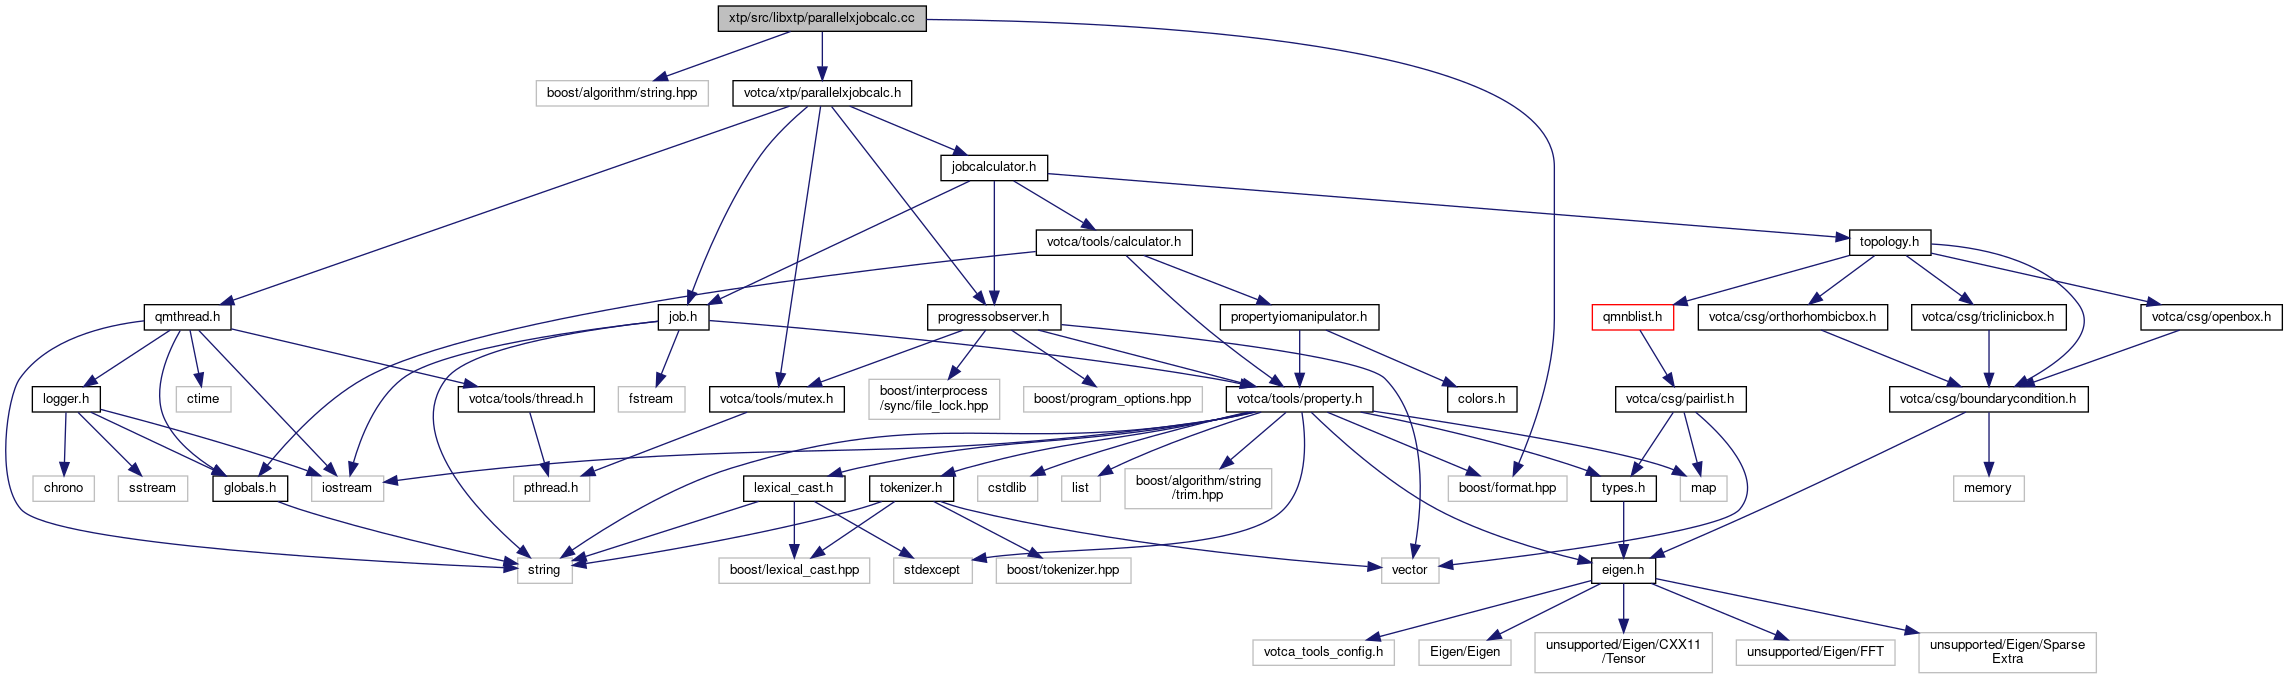 xtp/src/libxtp/parallelxjobcalc.cc
boost/algorithm/string.hpp
votca/xtp/parallelxjobcalc.h
jobcalculator.h
votca/tools/calculator.h
topology.h
qmthread.h
job.h
progressobserver.h
propertyiomanipulator.h
qmnblist.h
votca/csg/orthorhombicbox.h
votca/csg/triclinicbox.h
votca/csg/openbox.h
logger.h
ctime
votca/tools/thread.h
fstream
votca/tools/mutex.h
boost/interprocess
/sync/file_lock.hpp
boost/program_options.hpp
votca/tools/property.h
colors.h
votca/csg/pairlist.h
votca/csg/boundarycondition.h
chrono
sstream
globals.h
iostream
pthread.h
lexical_cast.h
tokenizer.h
cstdlib
list
boost/algorithm/string
/trim.hpp
boost/format.hpp
types.h
map
memory
string
boost/lexical_cast.hpp
stdexcept
boost/tokenizer.hpp
vector
eigen.h
votca_tools_config.h
Eigen/Eigen
unsupported/Eigen/CXX11
/Tensor
unsupported/Eigen/FFT
unsupported/Eigen/Sparse
Extra